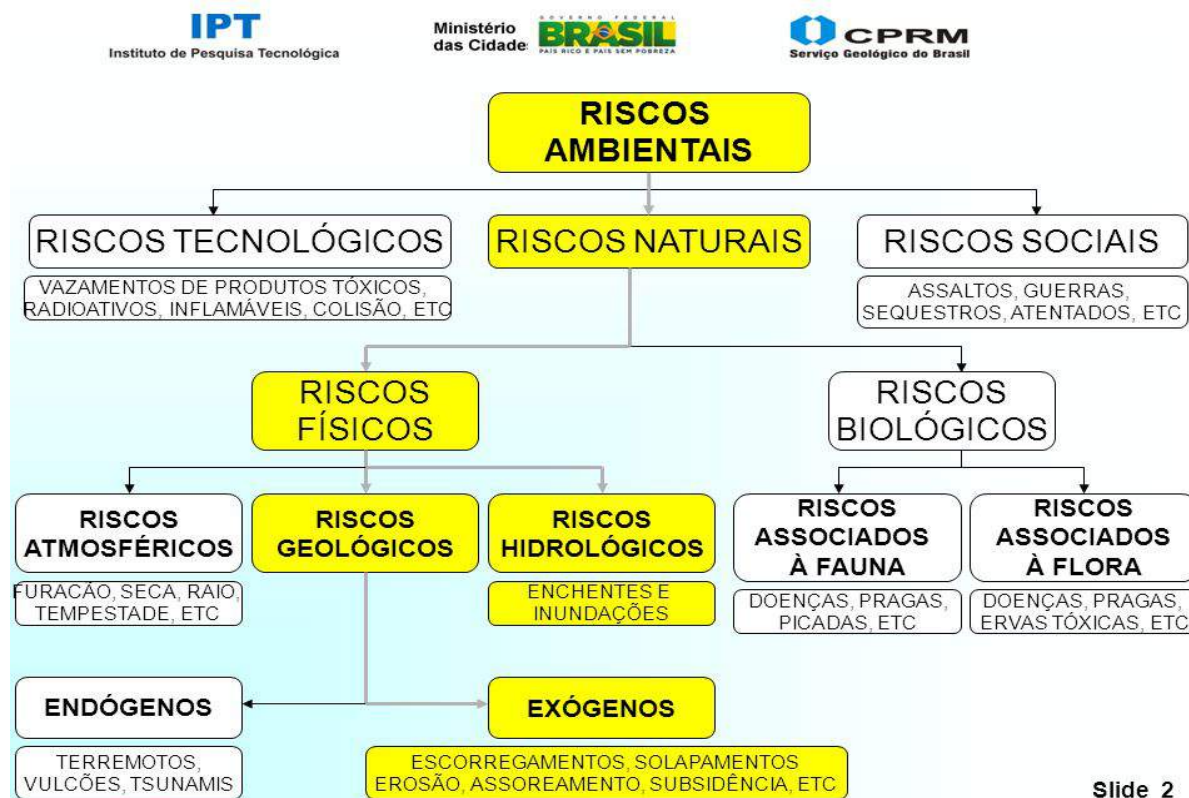 IPT
Instituto de Pesquisa Tecnológica
Ministério
das Cidade
GOVERNO FEDERAL
BRASIL
PAÍS RICO É PAÍS SEM POBREZA
CPRM
Serviço Geológico do Brasil
RISCOS
AMBIENTAIS
RISCOS TECNOLÓGICOS
VAZAMENTOS DE PRODUTOS TÓXICOS,
RADIOATIVOS, INFLAMÁVEIS, COLISÃO, ETC
RISCOS NATURAIS
RISCOS SOCIAIS
ASSALTOS, GUERRAS,
SEQUESTROS, ATENTADOS, ETC
RISCOS
FÍSICOS
RISCOS
BIOLÓGICOS
RISCOS
ATMOSFÉRICOS
FURACÃO, SECA, RAIO,
TEMPESTADE, ETC
RISCOS
GEOLÓGICOS
RISCOS
HIDROLÓGICOS
ENCHENTES E
INUNDAÇÕES
RISCOS
ASSOCIADOS
À FAUNA
DOENÇAS, PRAGAS,
PICADAS, ETC
RISCOS
ASSOCIADOS
À FLORA
DOENÇAS, PRAGAS,
ERVAS TÓXICAS, ETC
ENDÓGENOS
TERREMOTOS,
VULCÕES, TSUNAMIS
EXÓGENOS
ESCORREGAMENTOS, SOLAPAMENTOS
EROSÃO, ASSOREAMENTO, SUBSIDÊNCIA, ETC
Slide 2